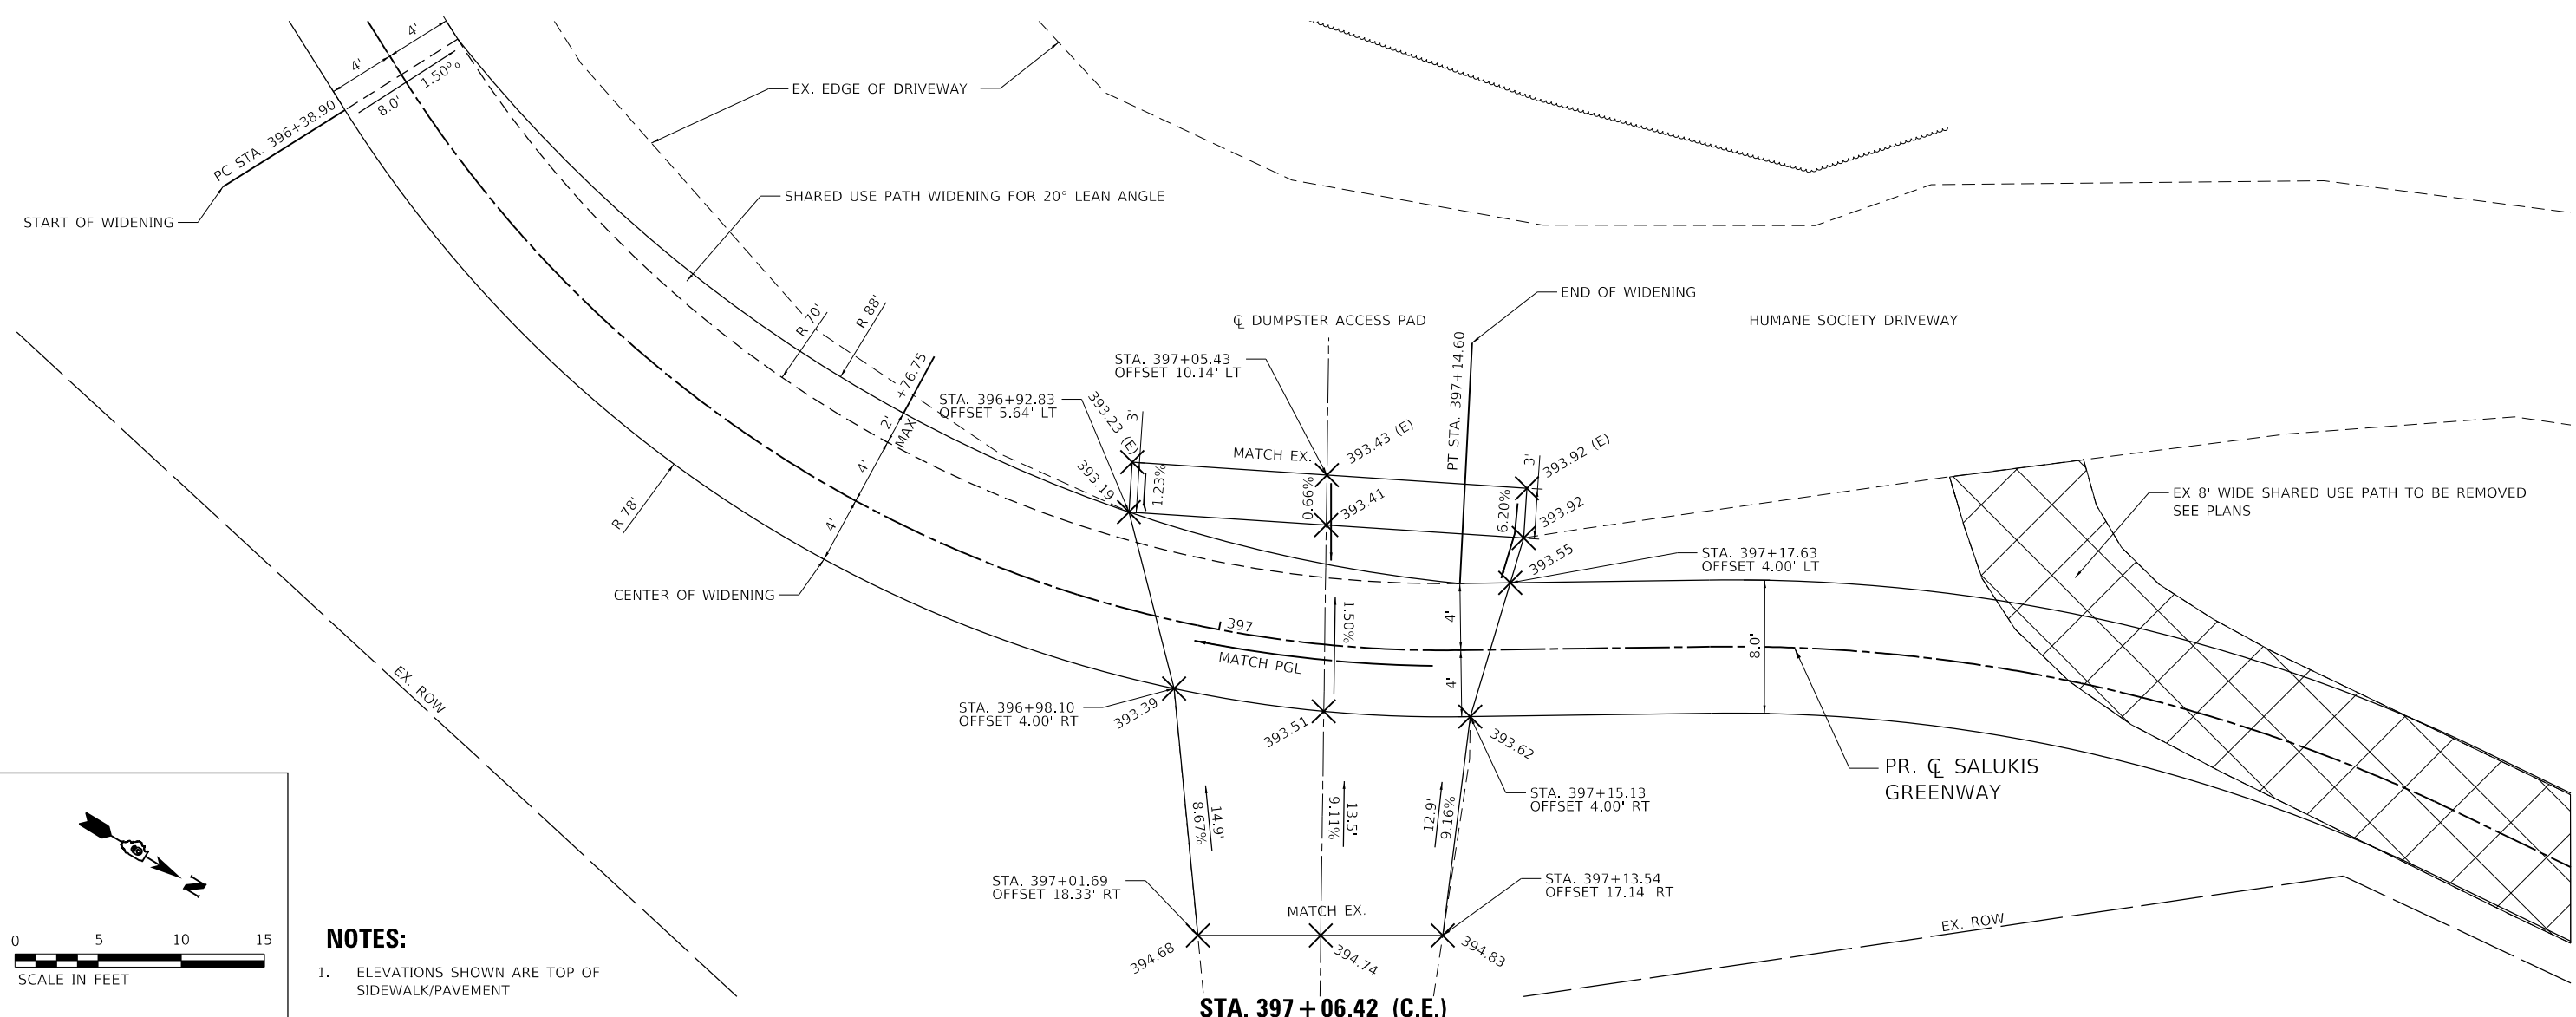 4'
4'
1.50%
8.0'
PC STA. 396+38.90
START OF WIDENING
EX. EDGE OF DRIVEWAY
SHARED USE PATH WIDENING FOR 20° LEAN ANGLE
R 70'
R 88'
R 78'
+76.75
2'
MAX
4'
4'
CENTER OF WIDENING
END OF WIDENING
℄ DUMPSTER ACCESS PAD
HUMANE SOCIETY DRIVEWAY
STA. 397+05.43
OFFSET 10.14' LT
PT STA. 397+14.60
STA. 396+92.83
OFFSET 5.64' LT
393.23 (E)
3'
MATCH EX.
393.43 (E)
3'
393.92 (E)
393.19
1.23%
0.66%
393.41
6.20%
393.92
393.55
STA. 397+17.63
OFFSET 4.00' LT
EX 8' WIDE SHARED USE PATH TO BE REMOVED
SEE PLANS
397
MATCH PGL
1.50%
4'
4'
8.0'
EX. ROW
STA. 396+98.10
OFFSET 4.00' RT
393.39
393.51
393.62
PR. ℄ SALUKIS
GREENWAY
STA. 397+15.13
OFFSET 4.00' RT
14.9'
8.67%
13.5'
9.11%
12.9'
9.16%
STA. 397+01.69
OFFSET 18.33' RT
STA. 397+13.54
OFFSET 17.14' RT
MATCH EX.
EX. ROW
394.68
394.74
394.83
STA. 397+06.42 (C.E.)
N
0 5 10 15
SCALE IN FEET
NOTES:
1. ELEVATIONS SHOWN ARE TOP OF
SIDEWALK/PAVEMENT